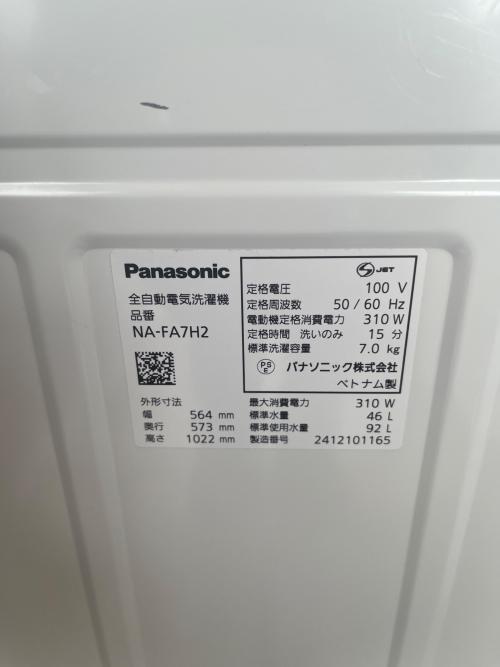 Panasonic
全自動電気洗濯機
品番
NA-FA7H2
外形寸法
幅 564 mm
奥行 573 mm
高さ 1022 mm
S JET
定格電圧 100 V
定格周波数 50 / 60 Hz
電動機定格消費電力 310 W
定格時間 洗いのみ 15 分
標準洗濯容量 7.0 kg
PS E パナソニック株式会社
ベトナム製
最大消費電力 310 W
標準水量 46 L
標準使用水量 92 L
製造番号 2412101165